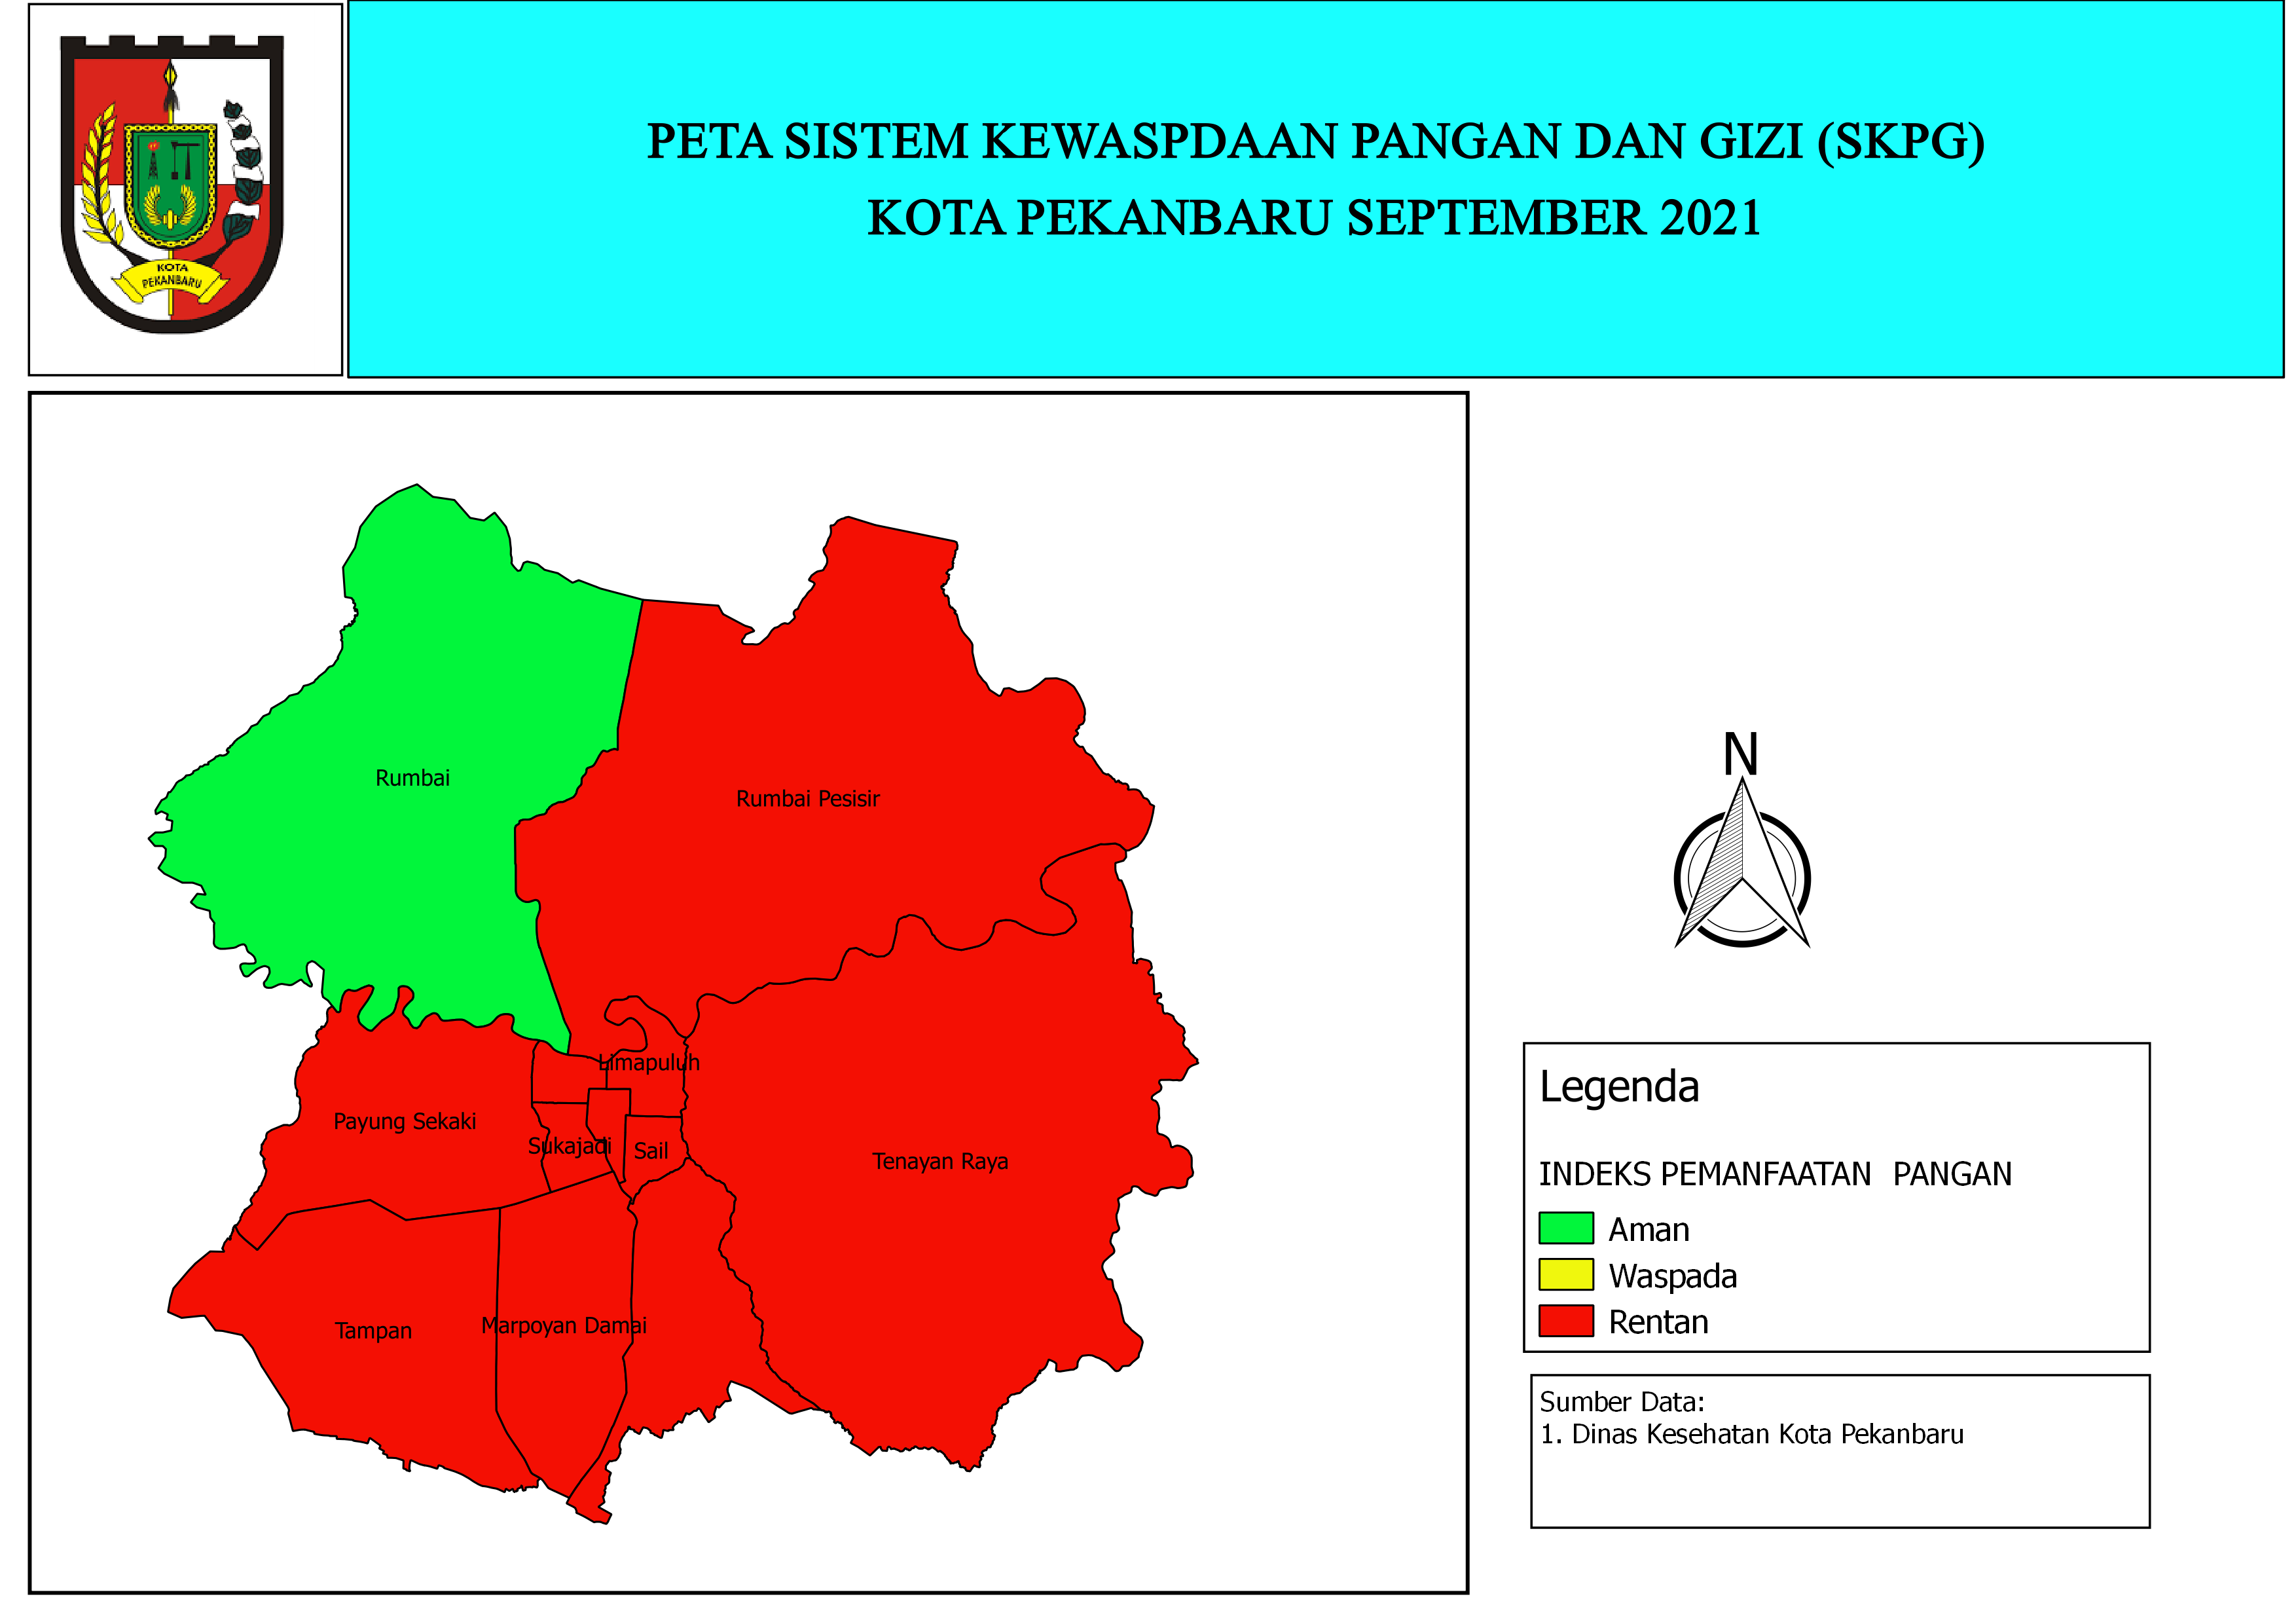 KOTA
PEKANBARU
PETA SISTEM KEWASPDAAN PANGAN DAN GIZI (SKPG)
KOTA PEKANBARU SEPTEMBER 2021
Rumbai
Rumbai Pesisir
Limapuluh
Payung Sekaki
Sukajadi
Sail
Tenayan Raya
Tampan
Marpoyan Damai
N
Legenda
INDEKS PEMANFAATAN PANGAN
Aman
Waspada
Rentan
Sumber Data:
1. Dinas Kesehatan Kota Pekanbaru